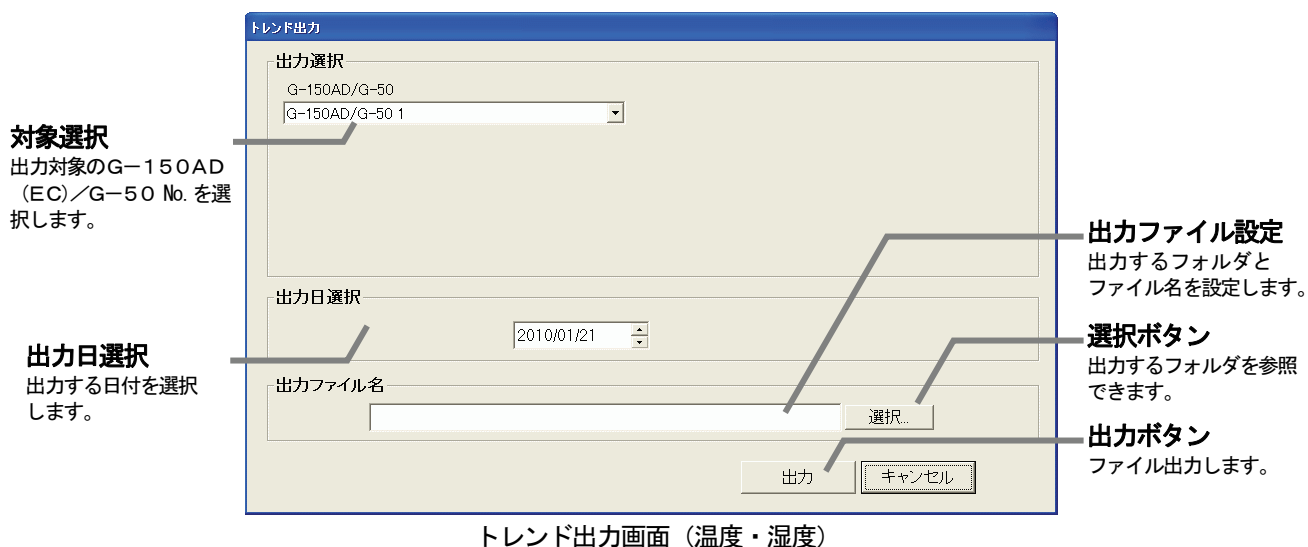 トレンド出力
出力選択
G-150AD/G-50
G-150AD/G-50 1
対象選択
出力対象のG－150AD
（EC)／G－50 №. を選
択します。
出力ファイル設定
出力するフォルダと
ファイル名を設定します。
出力日選択
2010/01/21
選択ボタン
出力するフォルダを参照
できます。
出力日選択
出力する日付を選択
します。
出力ファイル名
選択...
出力ボタン
ファイル出力します。
出力
キャンセル
トレンド出力画面（温度・湿度）